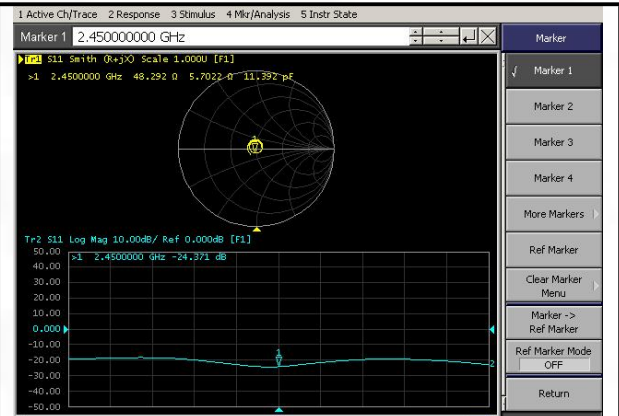 1 Active Ch/Trace 2 Response 3 Stimulus 4 Mkr/Analysis 5 Instr State
Marker 1 2.450000000 GHz
Marker
Tr1 S11 Smith (R+jX) Scale 1.000U [F1]
>1 2.4500000 GHz 48.292 Ω 5.7022 Ω 11.392 pF
1
Marker 1
Marker 2
Marker 3
Marker 4
More Markers
Ref Marker
Clear Marker
Menu
Marker ->
Ref Marker
Ref Marker Mode
OFF
Return
Tr2 S11 Log Mag 10.00dB/ Ref 0.000dB [F1]
>1 2.4500000 GHz -24.371 dB
50.00
40.00
30.00
20.00
10.00
0.000
-10.00
-20.00
-30.00
-40.00
-50.00
1
2